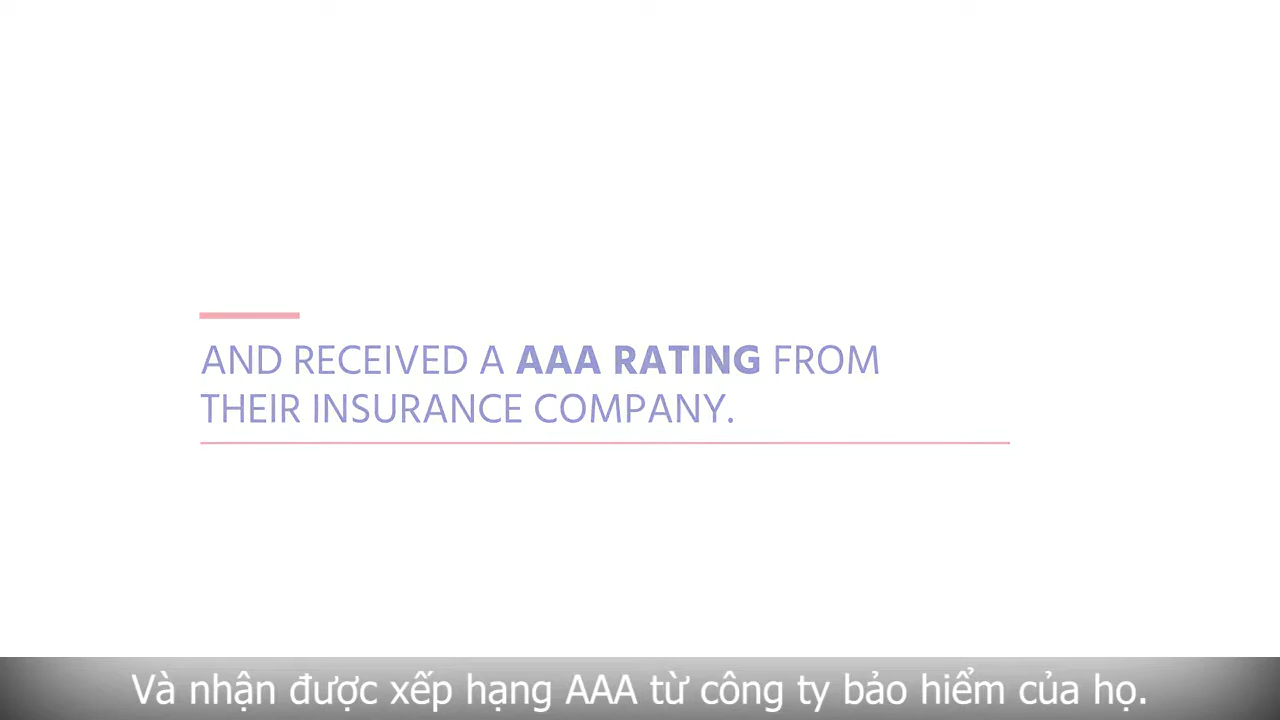 AND RECEIVED A AAA RATING FROM
THEIR INSURANCE COMPANY.
Và nhận được xếp hạng AAA từ công ty bảo hiểm của họ.